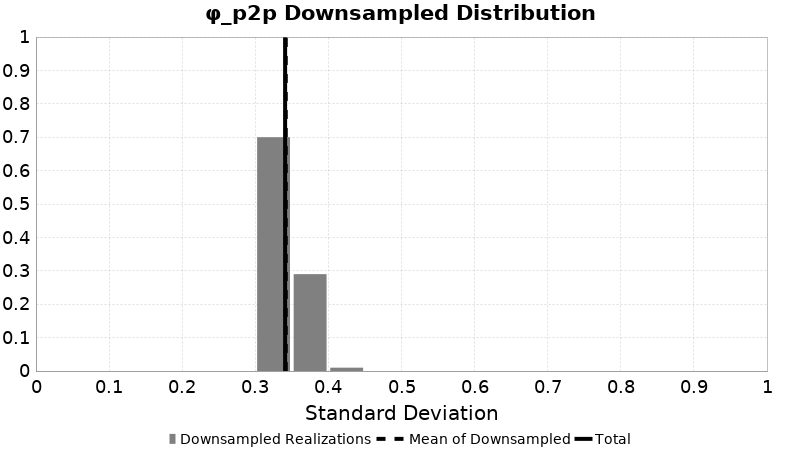 φ_p2p Downsampled Distribution
1
0.9
0.8
0.7
0.6
0.5
0.4
0.3
0.2
0.1
0
0 0.1 0.2 0.3 0.4 0.5 0.6 0.7 0.8 0.9 1
Standard Deviation
Downsampled Realizations Mean of Downsampled Total